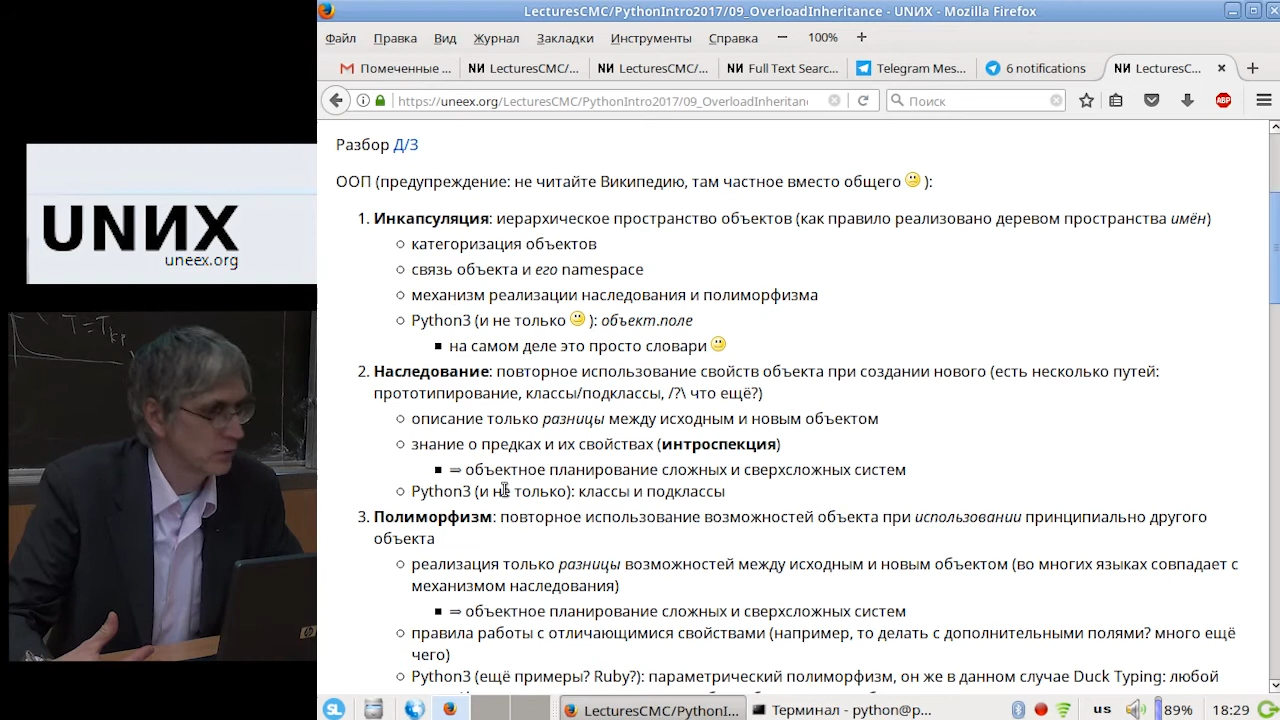 LecturesCMC/PythonIntro2017/09_OverloadInheritance - UNИX - Mozilla Firefox
Файл Правка Вид Журнал Закладки Инструменты Справка — 100% +
Помеченные ... LecturesCMC/... LecturesCMC/... Full Text Searc... Telegram Mes... 6 notifications LecturesC...
https://uneex.org/LecturesCMC/PythonIntro2017/09_OverloadInheritanc Поиск ABP
Разбор Д/З
ООП (предупреждение: не читайте Википедию, там частное вместо общего ):
1. Инкапсуляция: иерархическое пространство объектов (как правило реализовано деревом пространства имён)
категоризация объектов
связь объекта и его namespace
механизм реализации наследования и полиморфизма
Python3 (и не только ): объект.поле
на самом деле это просто словари
2. Наследование: повторное использование свойств объекта при создании нового (есть несколько путей:
прототипирование, классы/подклассы, /?\ что ещё?)
описание только разницы между исходным и новым объектом
знание о предках и их свойствах (интроспекция)
⇒ объектное планирование сложных и сверхсложных систем
Python3 (и не только): классы и подклассы
3. Полиморфизм: повторное использование возможностей объекта при использовании принципиально другого
объекта
реализация только разницы возможностей между исходным и новым объектом (во многих языках совпадает с
механизмом наследования)
⇒ объектное планирование сложных и сверхсложных систем
правила работы с отличающимися свойствами (например, то делать с дополнительными полями? много ещё
чего)
Python3 (ещё примеры? Ruby?): параметрический полиморфизм, он же в данном случае Duck Typing: любой
LecturesCMC/PythonI... Терминал - python@p... us 89% 18:29
UNИX
uneex.org
T = Tкр
hp